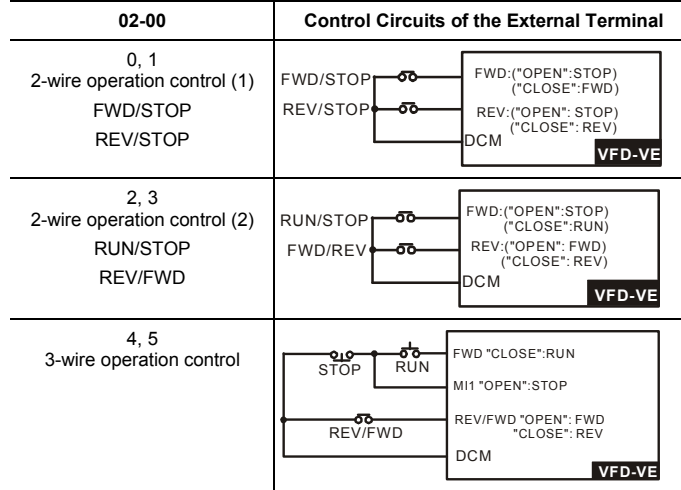 02-00
Control Circuits of the External Terminal
0, 1
2-wire operation control (1)
FWD/STOP
REV/STOP
FWD/STOP
REV/STOP
FWD:("OPEN":STOP)
("CLOSE":FWD)
REV:("OPEN": STOP)
("CLOSE": REV)
DCM
VFD-VE
2, 3
2-wire operation control (2)
RUN/STOP
REV/FWD
RUN/STOP
FWD/REV
FWD:("OPEN":STOP)
("CLOSE":RUN)
REV:("OPEN": FWD)
("CLOSE": REV)
DCM
VFD-VE
4, 5
3-wire operation control
STOP
RUN
REV/FWD
FWD "CLOSE":RUN
MI1 "OPEN":STOP
REV/FWD "OPEN": FWD
"CLOSE": REV
DCM
VFD-VE